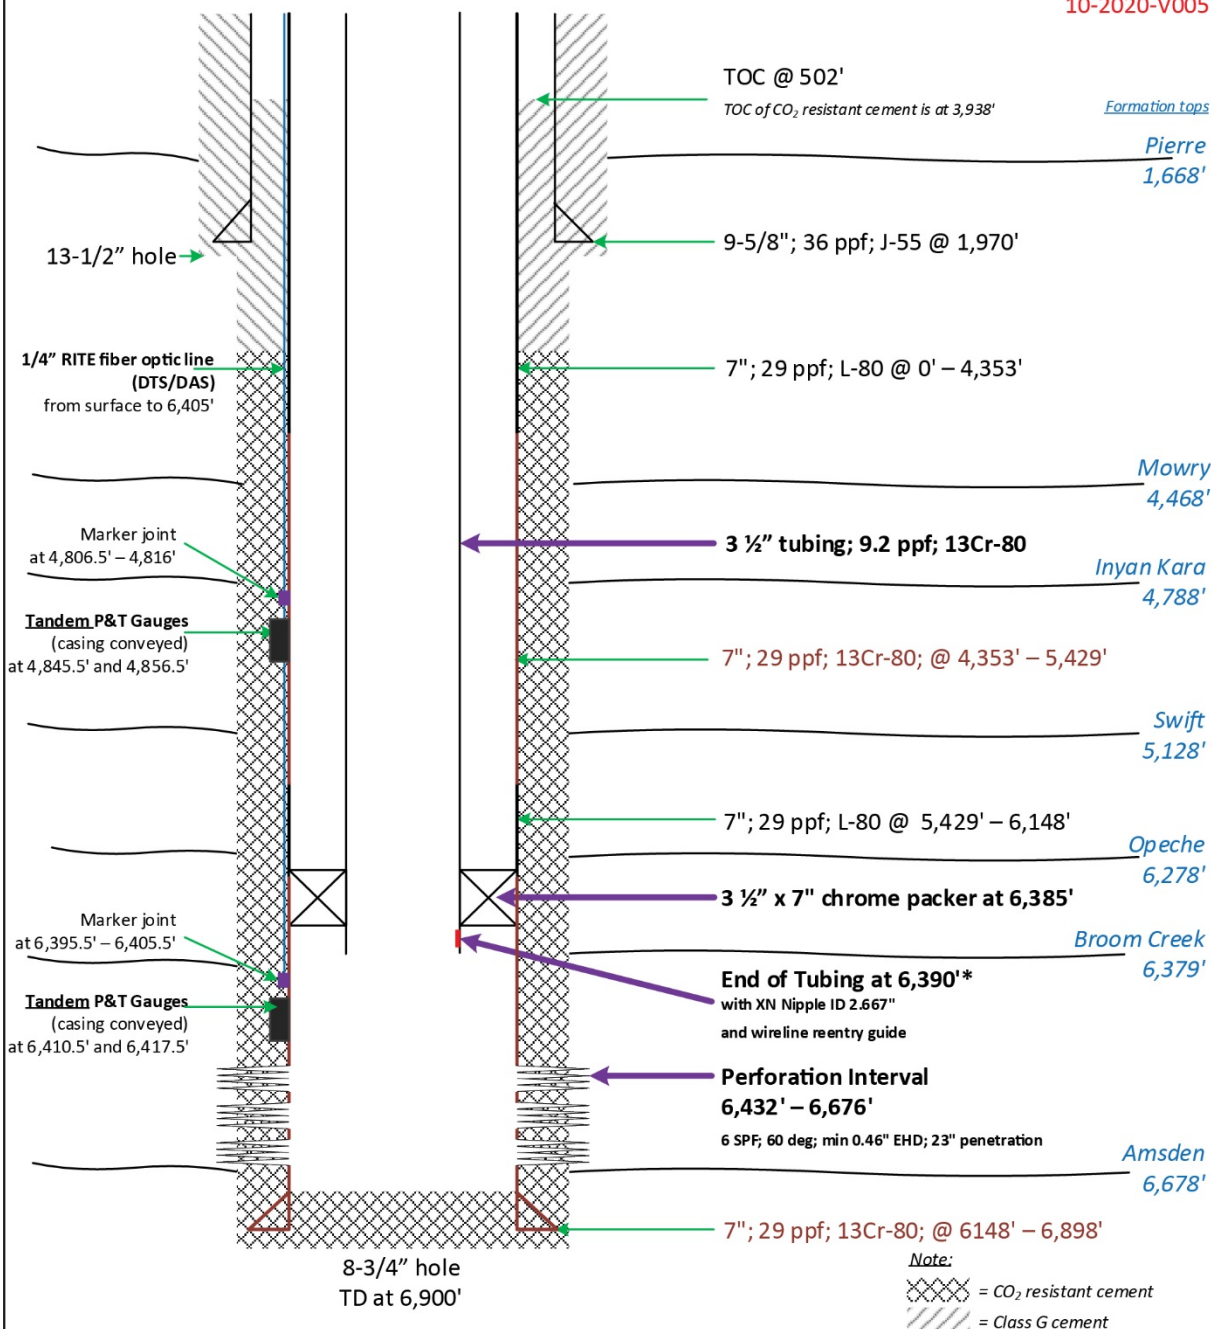 10-2020-V005
TOC @ 502'
TOC of CO₂ resistant cement is at 3,938'
Formation tops
Pierre
1,668'
13-1/2” hole
9-5/8"; 36 ppf; J-55 @ 1,970'
1/4” RITE fiber optic line
(DTS/DAS)
from surface to 6,405'
7"; 29 ppf; L-80 @ 0' – 4,353'
Mowry
4,468'
Marker joint
at 4,806.5' – 4,816'
3 ½” tubing; 9.2 ppf; 13Cr-80
Inyan Kara
4,788'
Tandem P&T Gauges
(casing conveyed)
at 4,845.5' and 4,856.5'
7"; 29 ppf; 13Cr-80; @ 4,353' – 5,429'
Swift
5,128'
7"; 29 ppf; L-80 @  5,429' – 6,148'
Opeche
6,278'
3 ½” x 7" chrome packer at 6,385'
Marker joint
at 6,395.5' – 6,405.5'
Broom Creek
6,379'
End of Tubing at 6,390'*
with XN Nipple ID 2.667"
and wireline reentry guide
Tandem P&T Gauges
(casing conveyed)
at 6,410.5' and 6,417.5'
Perforation Interval
6,432' – 6,676'
6 SPF; 60 deg; min 0.46" EHD; 23" penetration
Amsden
6,678'
7"; 29 ppf; 13Cr-80; @ 6148' – 6,898'
8-3/4” hole
TD at 6,900'
Note:
= CO₂ resistant cement
= Class G cement